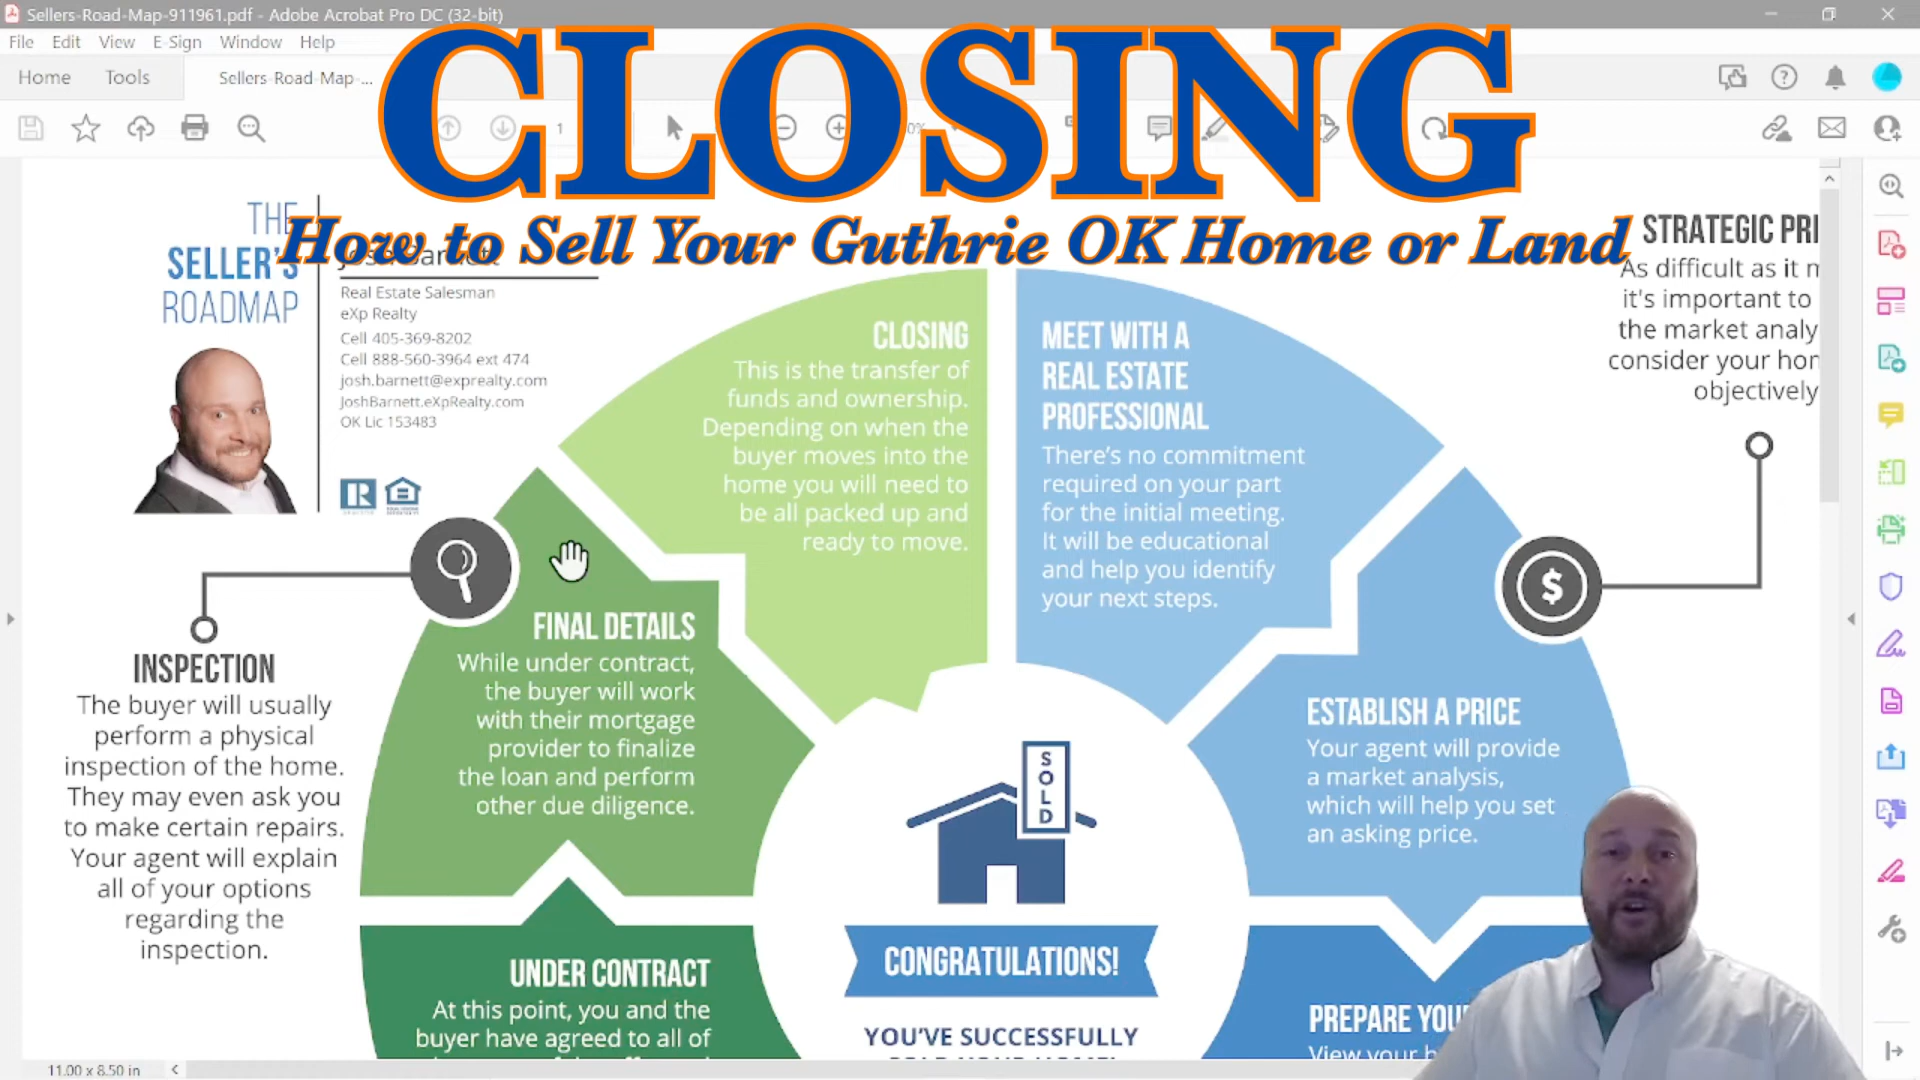 Sellers-Road-Map-911961.pdf - Adobe Acrobat Pro DC (32-bit)
File Edit View E-Sign Window Help
Home Tools Sellers-Road-Map-...
1
CLOSING
How to Sell Your Guthrie OK Home or Land
THE
SELLER'S
ROADMAP
Josh Barnett
Real Estate Salesman
eXp Realty
Cell 405-369-8202
Cell 888-560-3964 ext 474
josh.barnett@exprealty.com
JoshBarnett.eXpRealty.com
OK Lic 153483
STRATEGIC PRI
As difficult as it m
it's important to
the market analy
consider your hom
objectively
CLOSING
This is the transfer of
funds and ownership.
Depending on when the
buyer moves into the
home you will need to
be all packed up and
ready to move.
MEET WITH A
REAL ESTATE
PROFESSIONAL
There's no commitment
required on your part
for the initial meeting.
It will be educational
and help you identify
your next steps.
INSPECTION
The buyer will usually
perform a physical
inspection of the home.
They may even ask you
to make certain repairs.
Your agent will explain
all of your options
regarding the
inspection.
FINAL DETAILS
While under contract,
the buyer will work
with their mortgage
provider to finalize
the loan and perform
other due diligence.
$
ESTABLISH A PRICE
Your agent will provide
a market analysis,
which will help you set
an asking price.
SOLD
CONGRATULATIONS!
YOU'VE SUCCESSFULLY
UNDER CONTRACT
At this point, you and the
buyer have agreed to all of
PREPARE YOU
View your
11.00 x 8.50 in